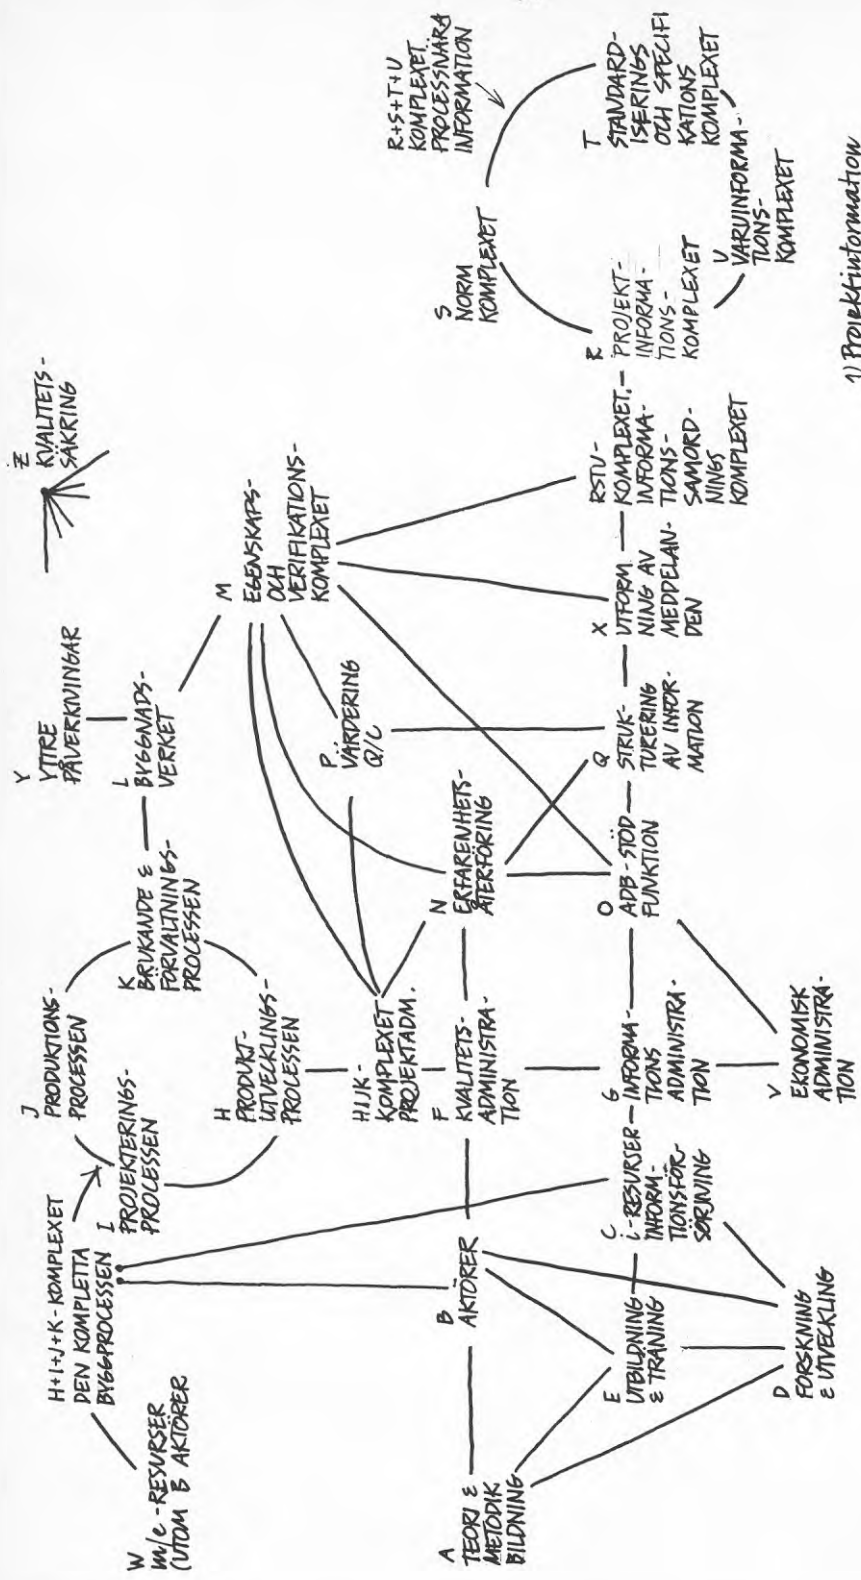 W
m/e-RESURSER
(UTOM B AKTÖRER
H+I+J+K-KOMPLEXET
DEN KOMPLETTA
BYGGPROCESSEN
I
PROJEKTERINGS-
PROCESSEN
J
PRODUKTIONS-
PROCESSEN
H
PRODUKT-
UTVECKLINGS-
PROCESSEN
K
BRUKANDE &
FÖRVALTNINGS-
PROCESSEN
Y
YTTRE
PÅVERKNINGAR
L
BYGGNADS-
VERKET
Z
KVALITETS-
SÄKRING
M
EGENSKAPS-
OCH
VERIFIKATIONS-
KOMPLEXET
HIJK-
KOMPLEXET
PROJEKTADM.
P
VÄRDERING
Q/C
A
TEORI &
METODIK
BILDNING
B
AKTÖRER
F
KVALITETS-
ADMINISTRA-
TION
N
ERFARENHETS-
ÅTERFÖRING
S
NORM
KOMPLEXET
R+S+T+U
KOMPLEXET
PROCESSNÄRA
INFORMATION
E
UTBILDNING
& TRÄNING
C
i-RESURSER
INFORM-
TIONSFÖR-
SÖRJNING
G
INFORMA-
TIONS
ADMINISTRA-
TION
O
ADB-STÖD
FUNKTION
Q
STRUK-
TURERING
AV INFOR-
MATION
X
UTFORM
NING AV
MEDDELAN-
DEN
RSTU-
KOMPLEXET,
INFORMA-
TIONS-
SAMORD-
NINGS
KOMPLEXET
R
PROJEKT-
INFORMA-
TIONS-
KOMPLEXET
T
STANDARD-
ISERINGS
OCH SPECIFI
KATIONS
KOMPLEXET
U
VARUINFORMA-
TIONS-
KOMPLEXET
D
FORSKNING
& UTVECKLING
V
EKONOMISK
ADMINISTRA-
TION
1) Projektinformation